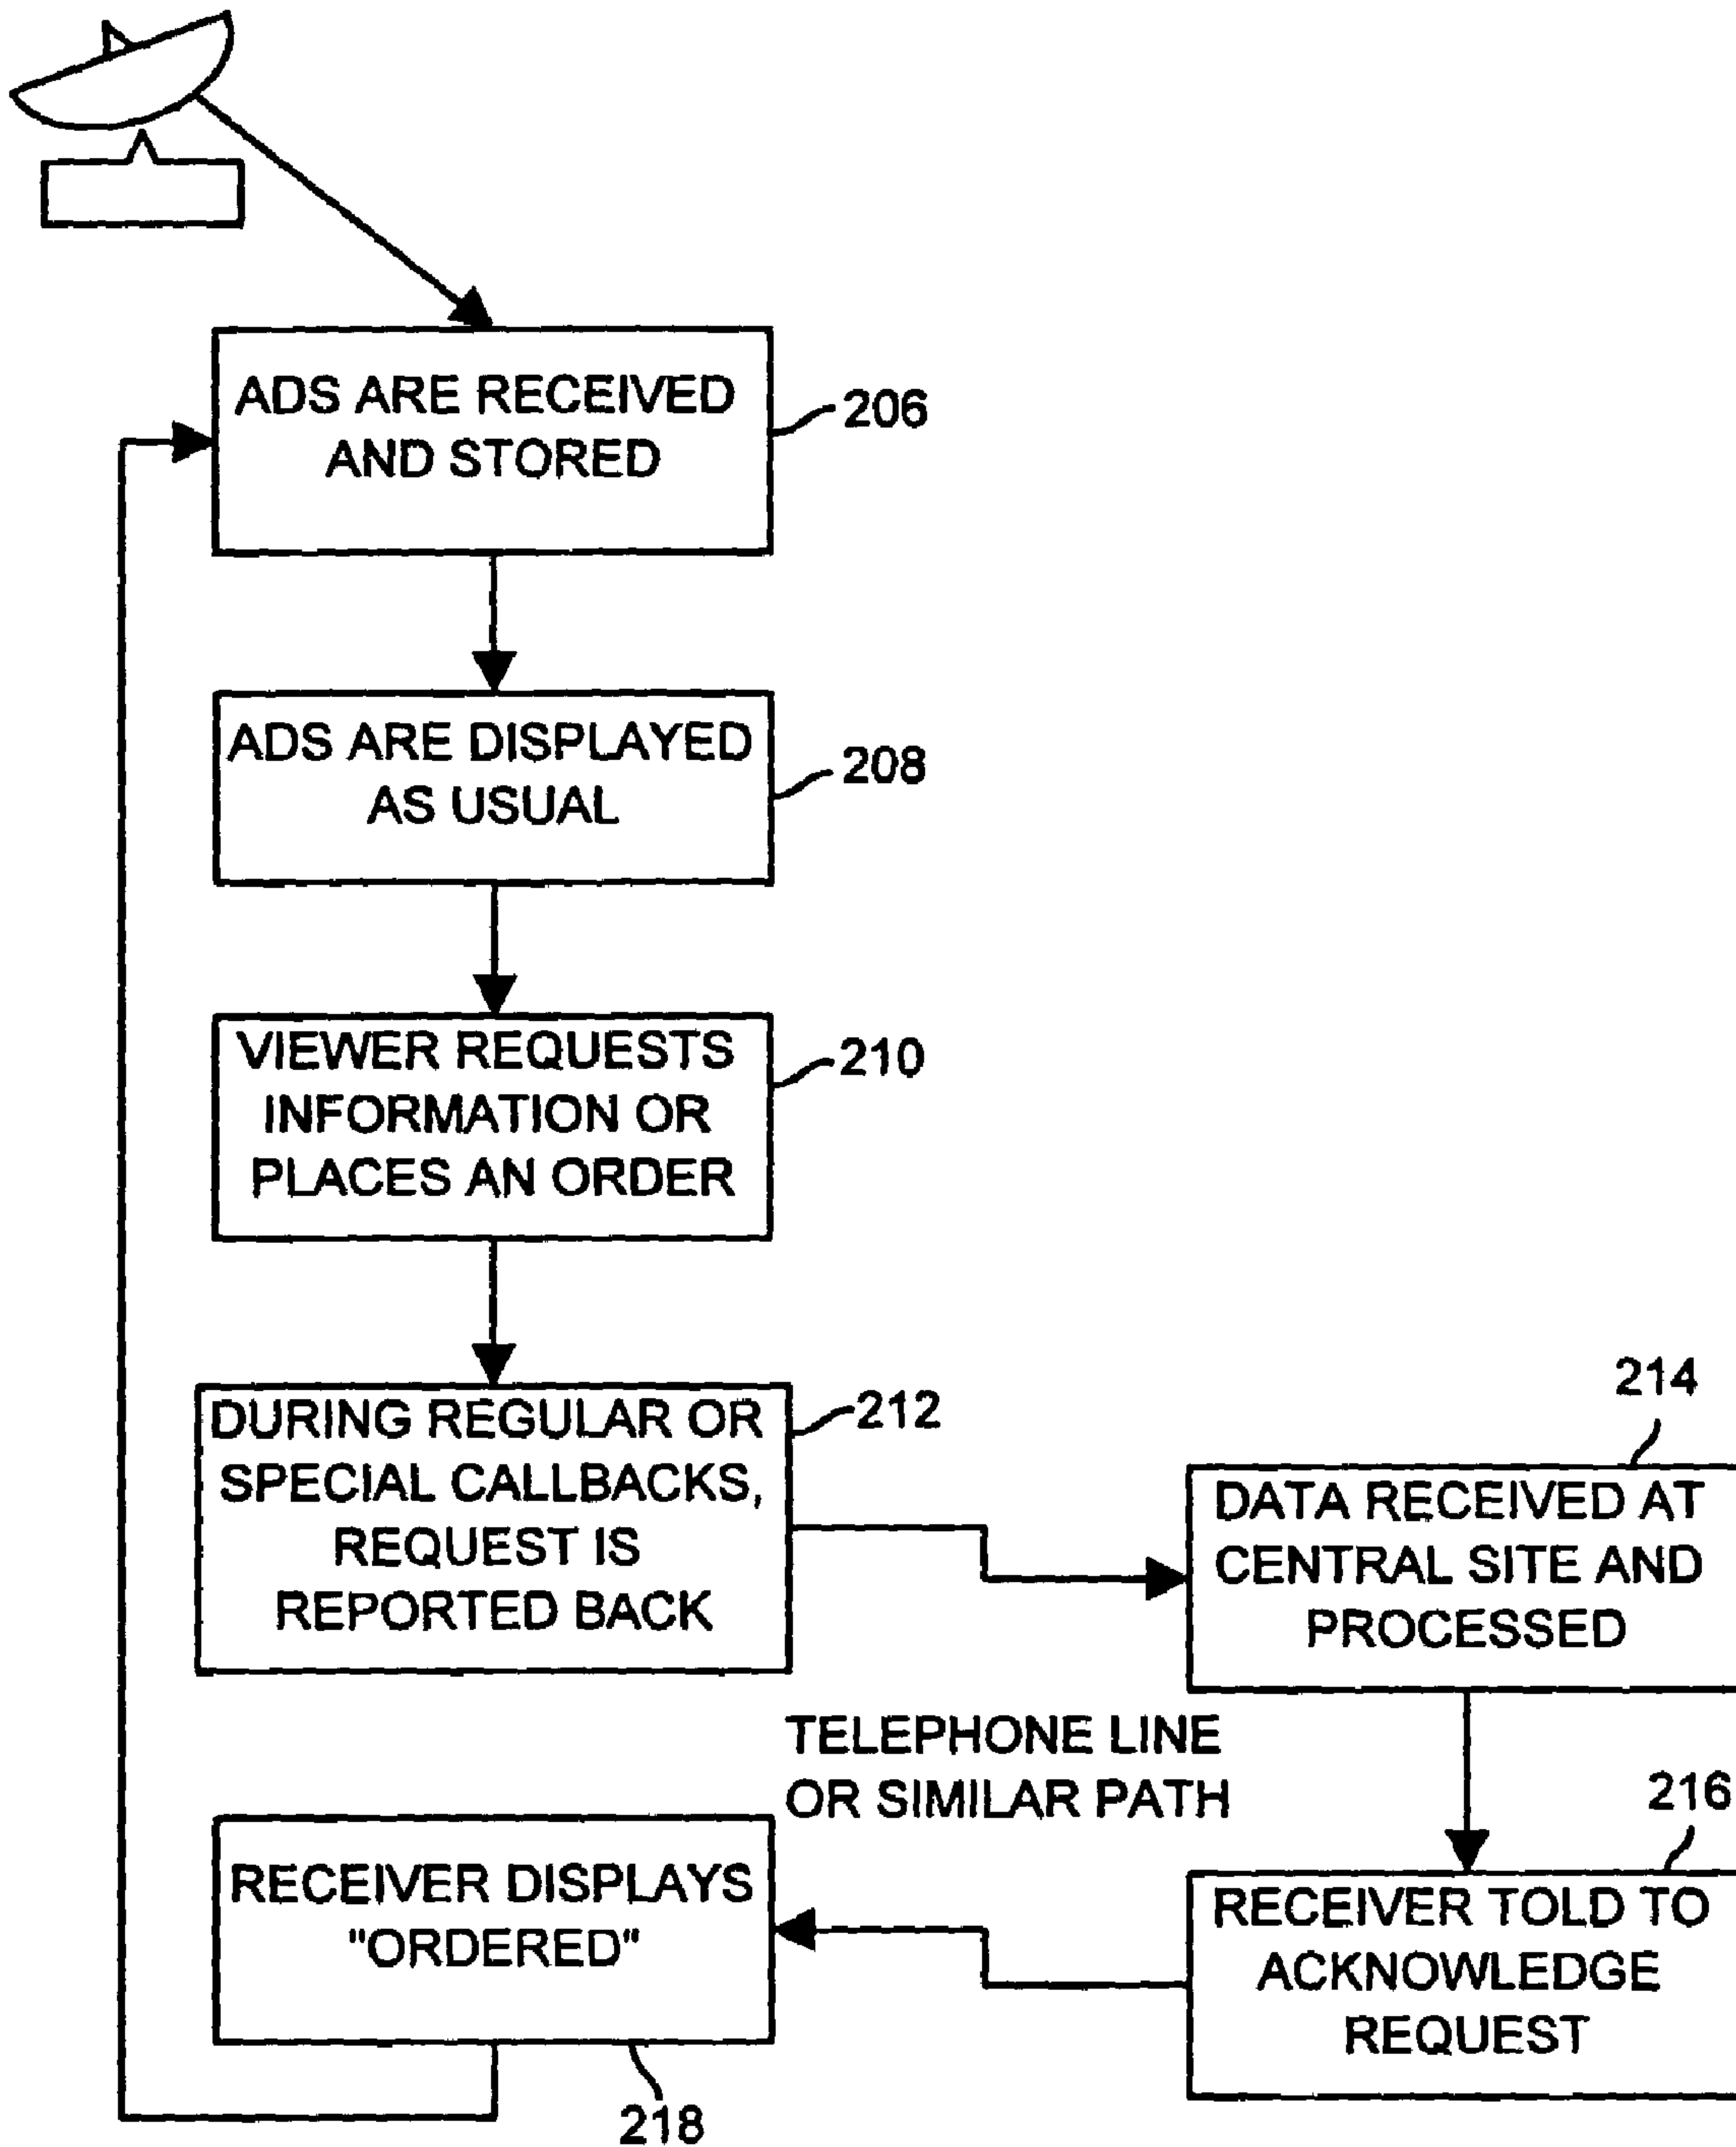 ADS ARE RECEIVED
AND STORED
206
ADS ARE DISPLAYED
AS USUAL
208
VIEWER REQUESTS
INFORMATION OR
PLACES AN ORDER
210
DURING REGULAR OR
SPECIAL CALLBACKS,
REQUEST IS
REPORTED BACK
212
214
DATA RECEIVED AT
CENTRAL SITE AND
PROCESSED
TELEPHONE LINE
OR SIMILAR PATH
216
RECEIVER TOLD TO
ACKNOWLEDGE
REQUEST
RECEIVER DISPLAYS
"ORDERED"
218